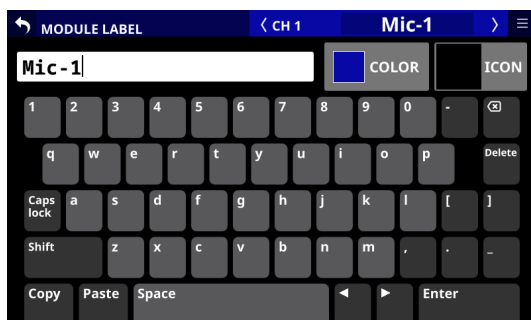 MODULE LABEL
CH 1
Mic-1
Mic-1
COLOR
ICON
1 2 3 4 5 6 7 8 9 0 -
q w e r t y u i o p Delete
Caps lock a s d f g h j k l [ ]
Shift z x c v b n m , . _
Copy Paste Space ◀ ▶ Enter